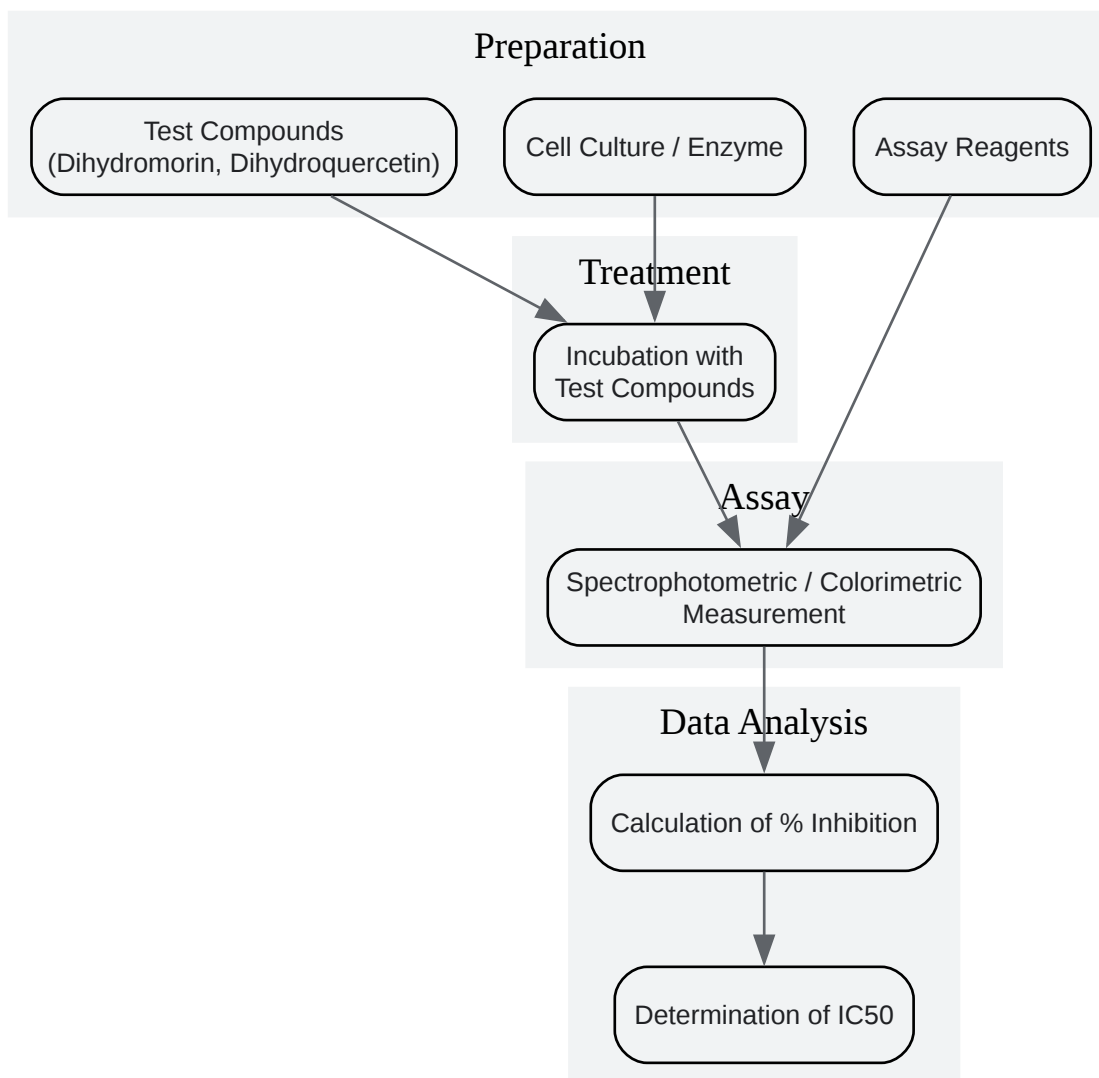 Preparation
Test Compounds
(Dihydromorin, Dihydroquercetin)
Cell Culture / Enzyme
Assay Reagents
Treatment
Incubation with
Test Compounds
Assay
Spectrophotometric / Colorimetric
Measurement
Data Analysis
Calculation of % Inhibition
Determination of IC50